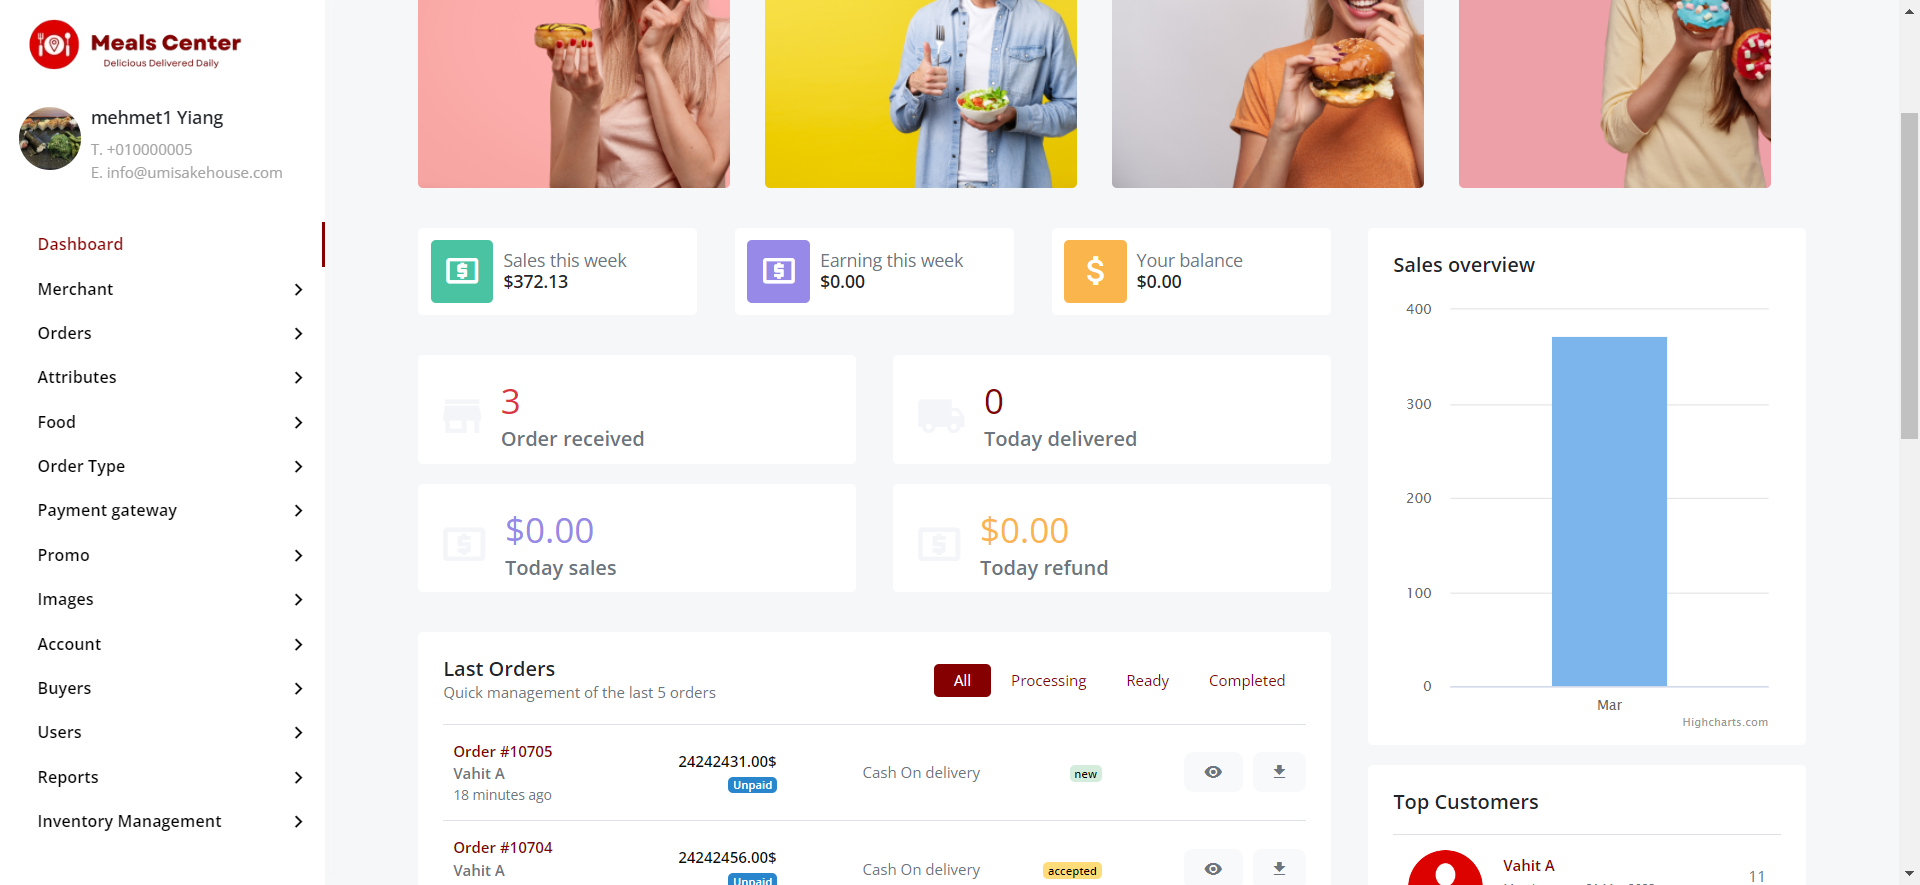 Meals Center
Delicious Delivered Daily
mehmet1 Yiang
T. +010000005
E. info@umisakehouse.com
Dashboard
Merchant
Orders
Attributes
Food
Order Type
Payment gateway
Promo
Images
Account
Buyers
Users
Reports
Inventory Management
Sales this week
$372.13
Earning this week
$0.00
Your balance
$0.00
3
Order received
0
Today delivered
$0.00
Today sales
$0.00
Today refund
Last Orders
Quick management of the last 5 orders
All Processing Ready Completed
Order #10705
Vahit A
18 minutes ago
24242431.00$
Unpaid
Cash On delivery
new
Order #10704
Vahit A
24242456.00$
Unpaid
Cash On delivery
accepted
Sales overview
400
300
200
100
0
Mar
Highcharts.com
Top Customers
Vahit A
11